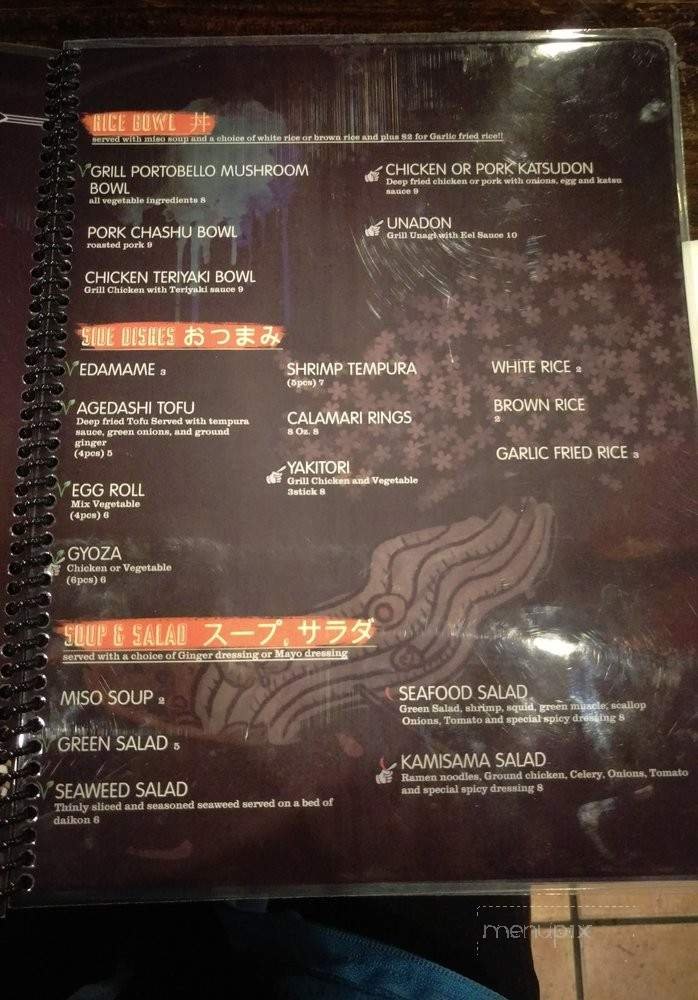 RICE BOWL 丼
served with miso soup and a choice of white rice or brown rice and plus $2 for Garlic fried rice!!
GRILL PORTOBELLO MUSHROOM
BOWL
all vegetable ingredients 8
PORK CHASHU BOWL
roasted pork 9
CHICKEN TERIYAKI BOWL
Grill Chicken with Teriyaki sauce 9
CHICKEN OR PORK KATSUDON
Deep fried chicken or pork with onions, egg and katsu
sauce 9
UNADON
Grill Unagi with Eel Sauce 10
SIDE DISHES おつまみ
EDAMAME 3
AGEDASHI TOFU
Deep fried Tofu Served with tempura
sauce, green onions, and ground
ginger
(4pcs) 5
EGG ROLL
Mix Vegetable
(4pcs) 6
GYOZA
Chicken or Vegetable
(6pcs) 6
SHRIMP TEMPURA
(5pcs) 7
CALAMARI RINGS
8 Oz. 8
YAKITORI
Grill Chicken and Vegetable
3stick 8
WHITE RICE 2
BROWN RICE
2
GARLIC FRIED RICE 3
SOUP & SALAD スープ。サラダ
served with a choice of Ginger dressing or Mayo dressing
MISO SOUP 2
GREEN SALAD 5
SEAWEED SALAD
Thinly sliced and seasoned seaweed served on a bed of
daikon 6
SEAFOOD SALAD
Green Salad, shrimp, squid, green muscle, scallop
Onions, Tomato and special spicy dressing 8
KAMISAMA SALAD
Ramen noodles, Ground chicken, Celery, Onions, Tomato
and special spicy dressing 8
menupix